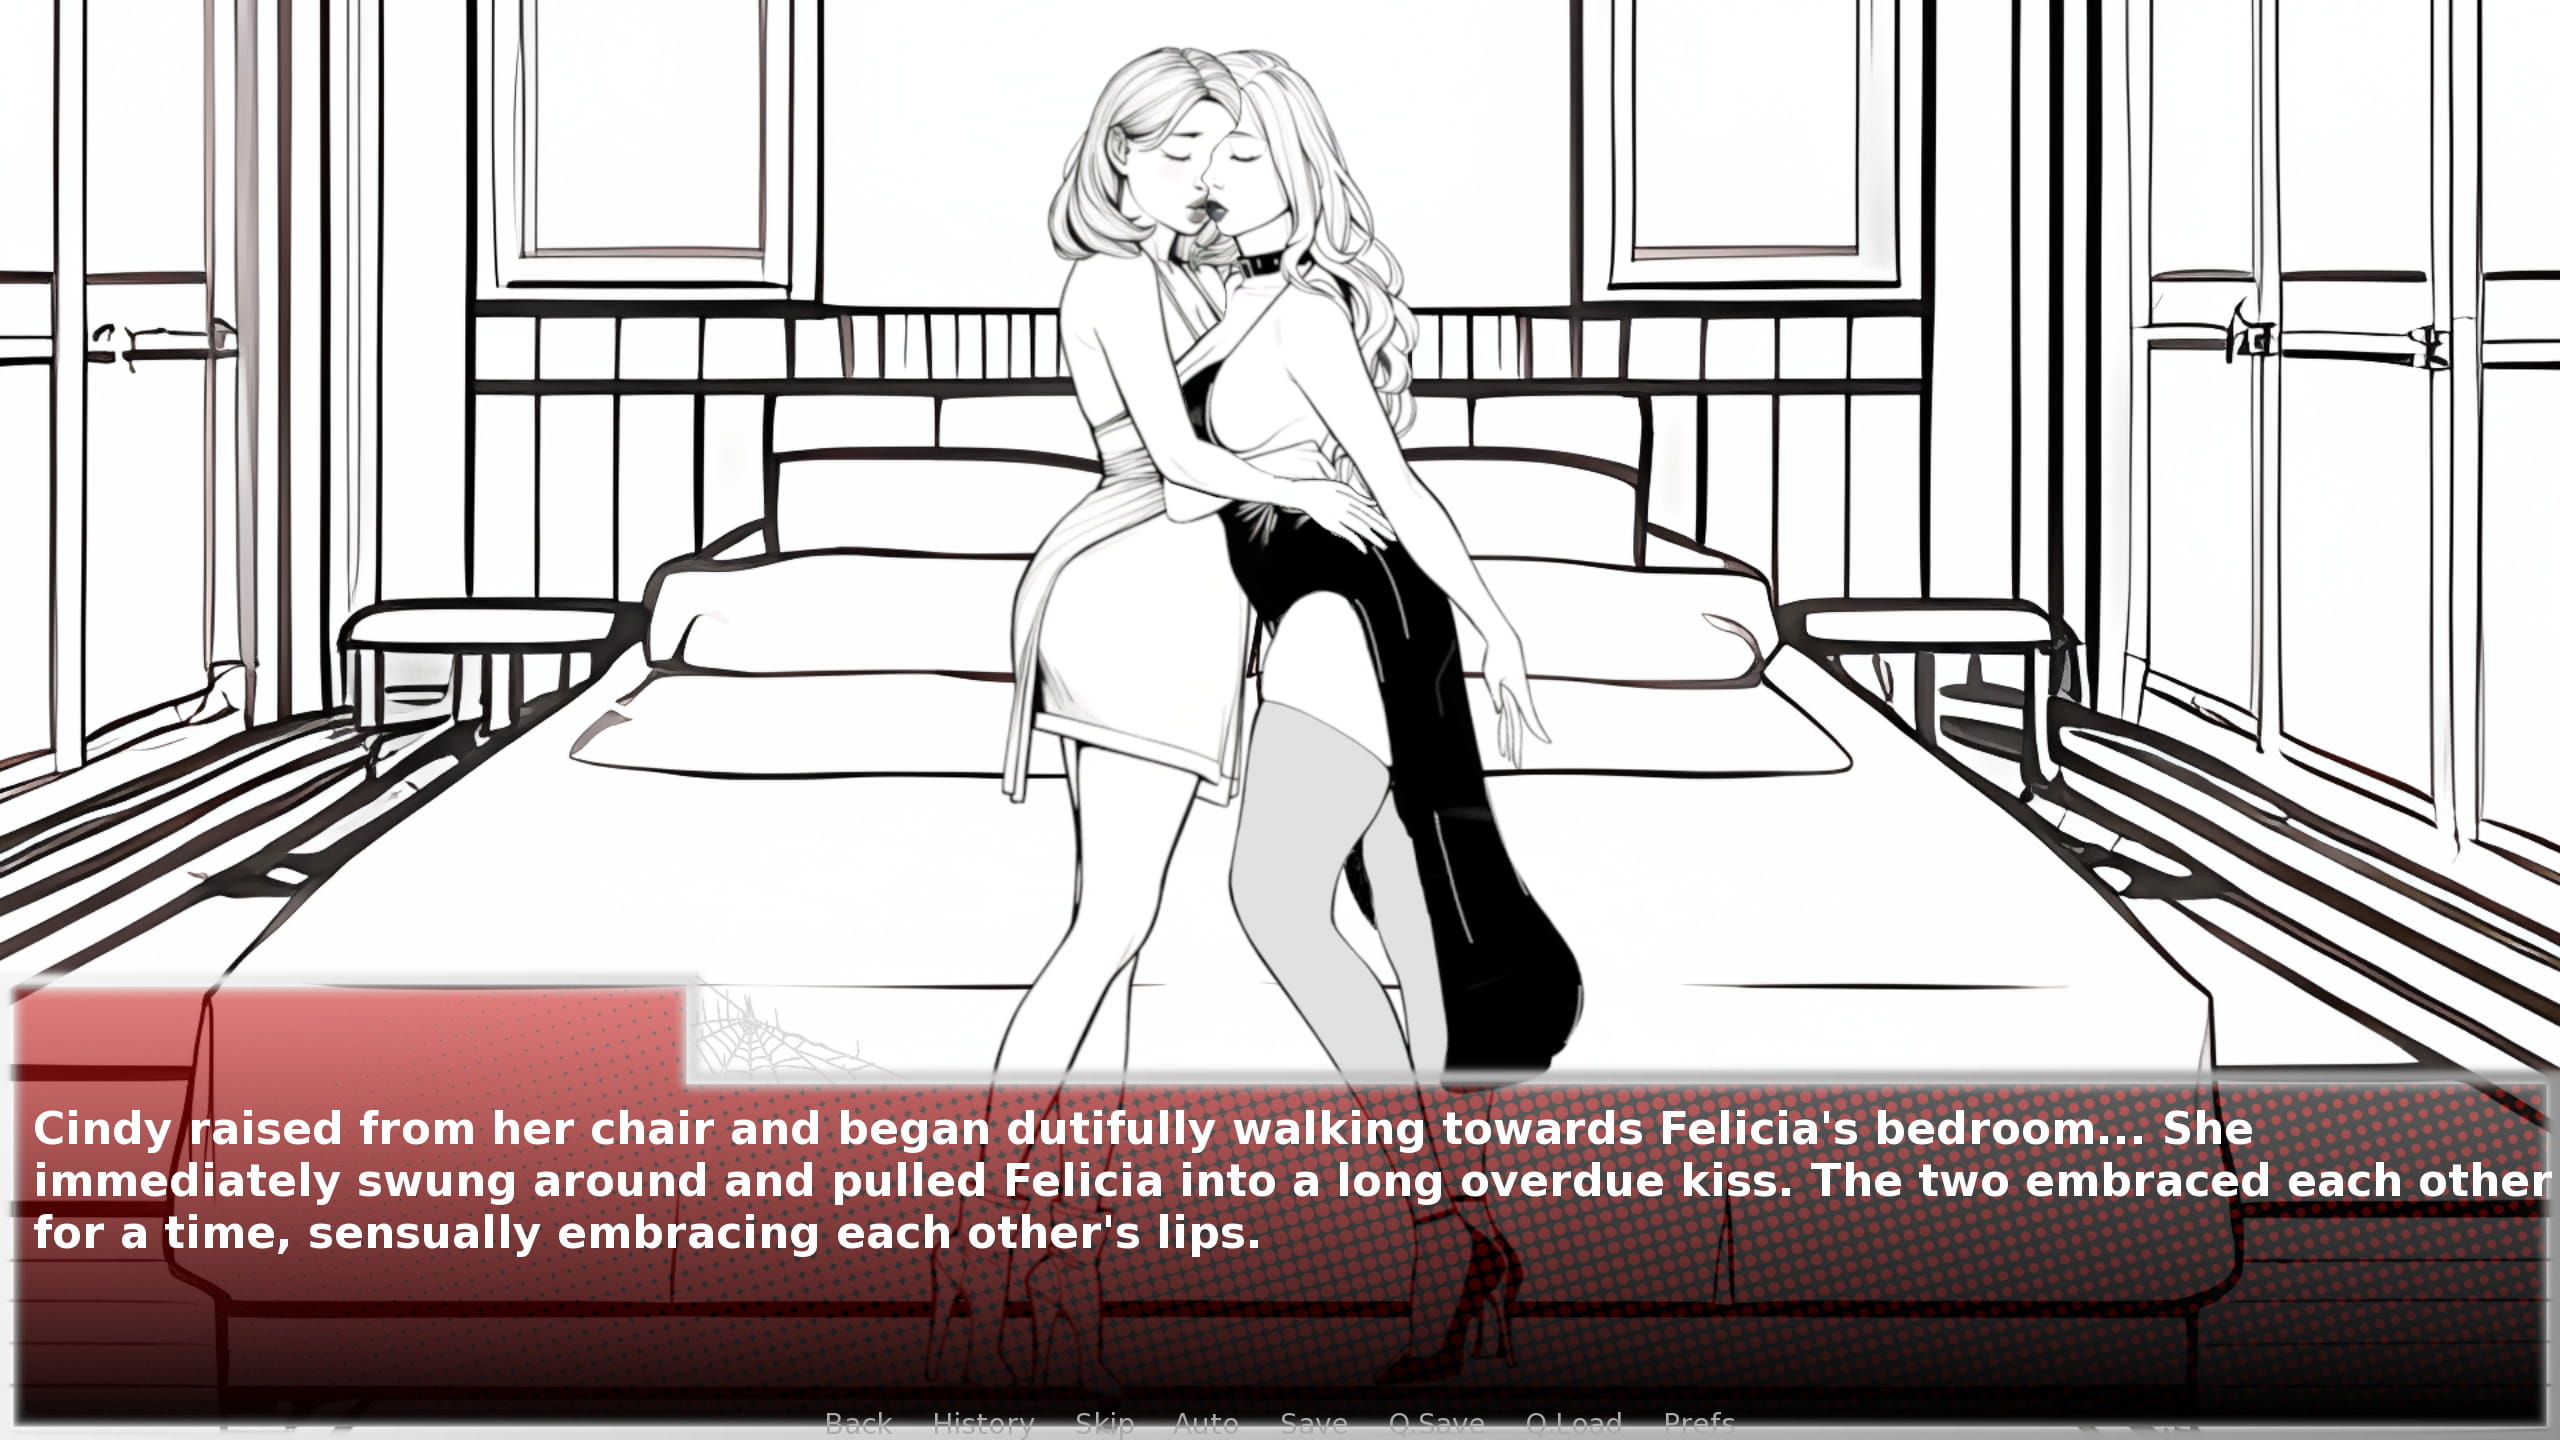 Cindy raised from her chair and began dutifully walking towards Felicia's bedroom... She
immediately swung around and pulled Felicia into a long overdue kiss. The two embraced each other
for a time, sensually embracing each other's lips.
Back History Skip Auto Save Q.Save Q.Load Prefs